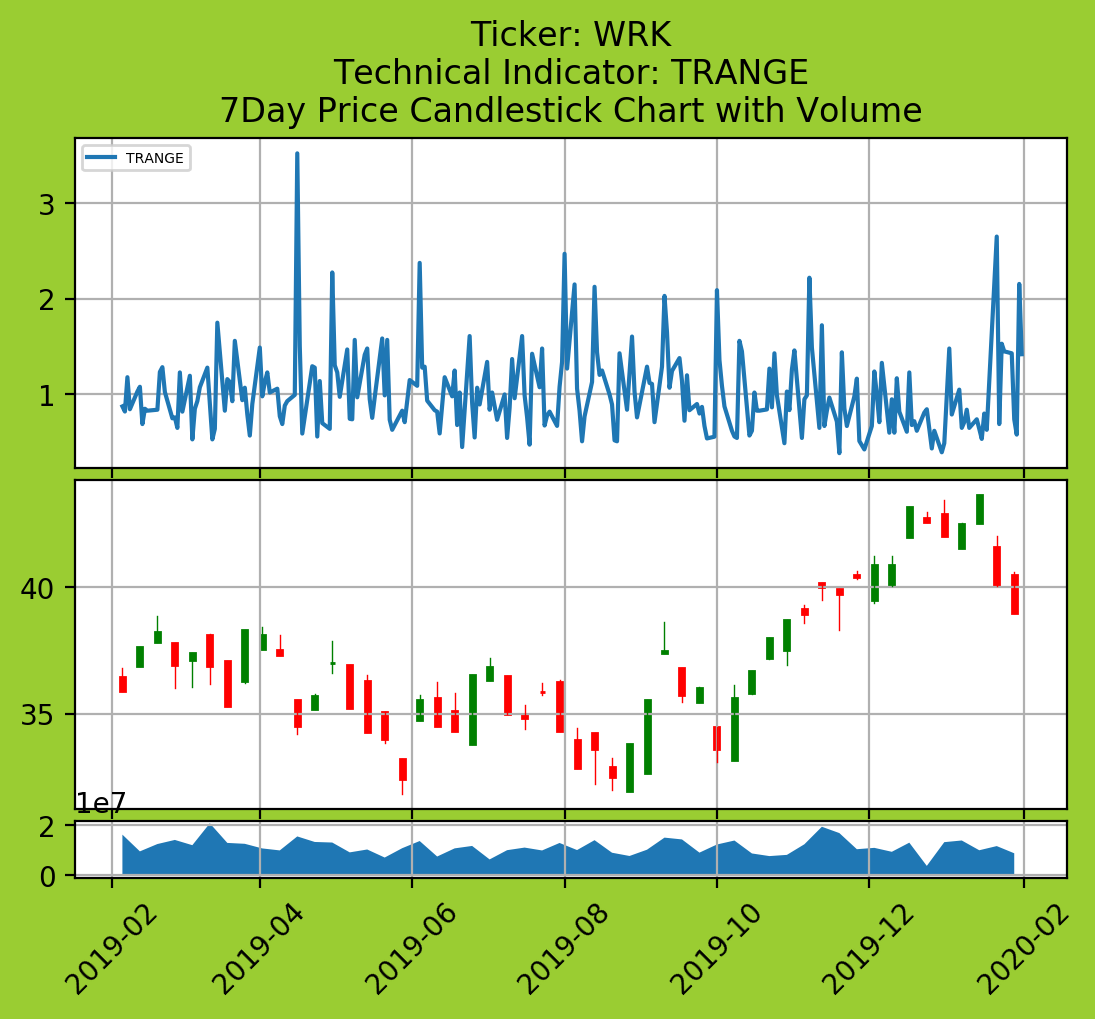 Ticker: WRK
Technical Indicator: TRANGE
7Day Price Candlestick Chart with Volume
TRANGE
3
2
1
40
35
1e7
2
0
2019-02
2019-04
2019-06
2019-08
2019-10
2019-12
2020-02